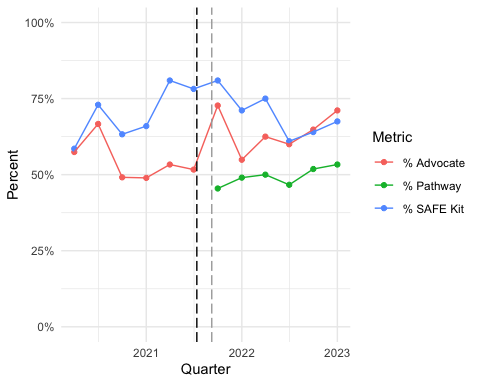 100%
75%
50%
25%
0%
Percent
2021
2022
2023
Quarter
Metric
% Advocate
% Pathway
% SAFE Kit